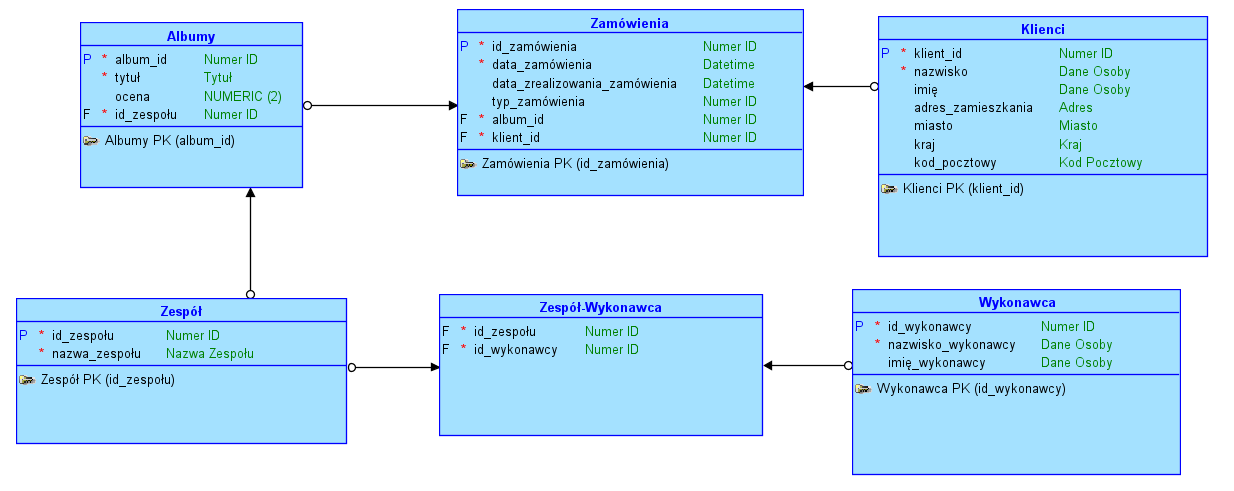 Albumy
P * album_id Numer ID
* tytuł Tytuł
ocena NUMERIC (2)
F * id_zespołu Numer ID
Albumy PK (album_id)
Zamówienia
P * id_zamówienia Numer ID
* data_zamówienia Datetime
data_zrealizowania_zamówienia Datetime
typ_zamówienia Numer ID
F * album_id Numer ID
F * klient_id Numer ID
Zamówienia PK (id_zamówienia)
Klienci
P * klient_id Numer ID
* nazwisko Dane Osoby
imię Dane Osoby
adres_zamieszkania Adres
miasto Miasto
kraj Kraj
kod_pocztowy Kod Pocztowy
Klienci PK (klient_id)
Zespół
P * id_zespołu Numer ID
* nazwa_zespołu Nazwa Zespołu
Zespół PK (id_zespołu)
Zespół-Wykonawca
F * id_zespołu Numer ID
F * id_wykonawcy Numer ID
Wykonawca
P * id_wykonawcy Numer ID
* nazwisko_wykonawcy Dane Osoby
imię_wykonawcy Dane Osoby
Wykonawca PK (id_wykonawcy)